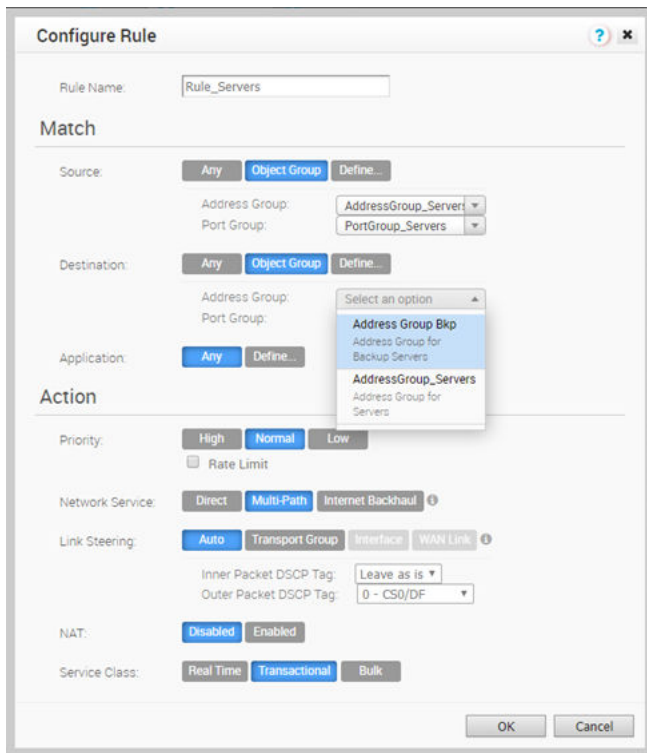 Configure Rule
Rule Name: Rule_Servers
Match
Source: Any Object Group Define...
Address Group: AddressGroup_Servers
Port Group: PortGroup_Servers
Destination: Any Object Group Define...
Address Group: Select an option
Port Group:
Address Group Bkp
Address Group for
Backup Servers
AddressGroup_Servers
Address Group for
Servers
Application: Any Define...
Action
Priority: High Normal Low
Rate Limit
Network Service: Direct Multi-Path Internet Backhaul
Link Steering: Auto Transport Group Interface WAN Link
Inner Packet DSCP Tag: Leave as is
Outer Packet DSCP Tag: 0 - CS0/DF
NAT: Disabled Enabled
Service Class: Real Time Transactional Bulk
OK Cancel